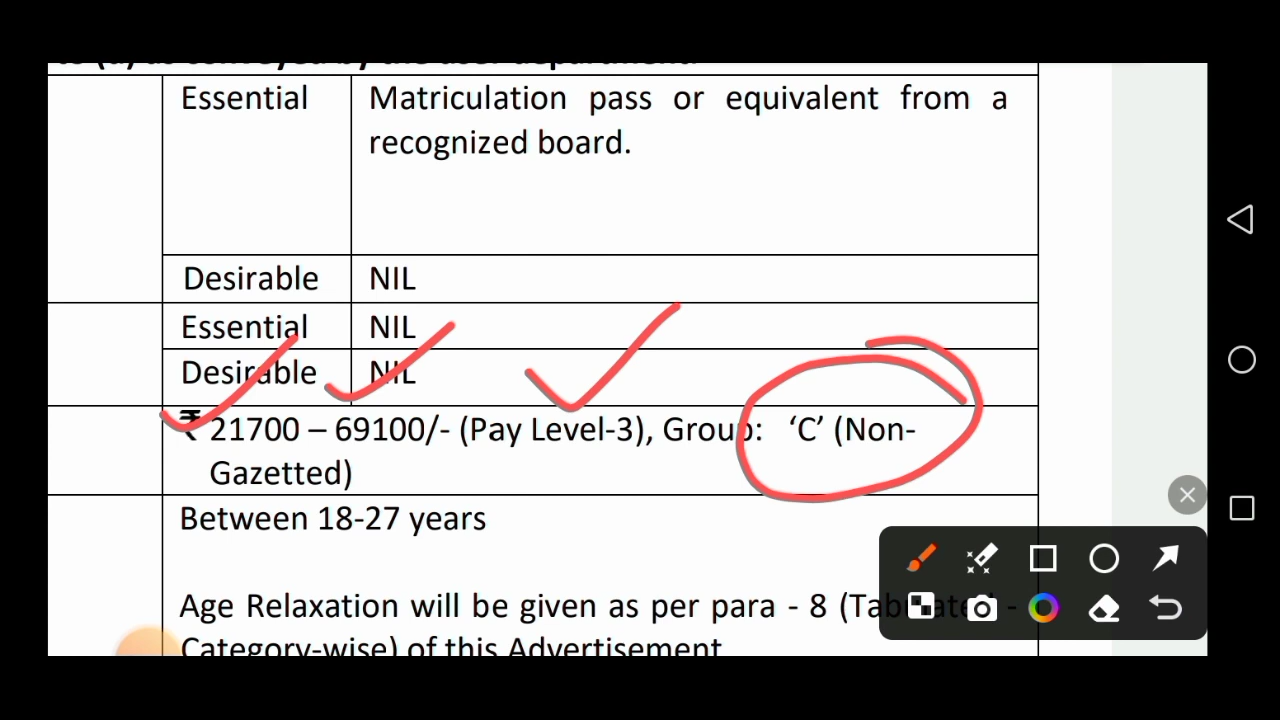 Essential Matriculation pass or equivalent from a
recognized board.
Desirable NIL
Essential NIL
Desirable NIL
₹ 21700 – 69100/- (Pay Level-3), Group: ‘C’ (Non-
Gazetted)
Between 18-27 years
Age Relaxation will be given as per para - 8 (
Category-wise) of this Advertisement